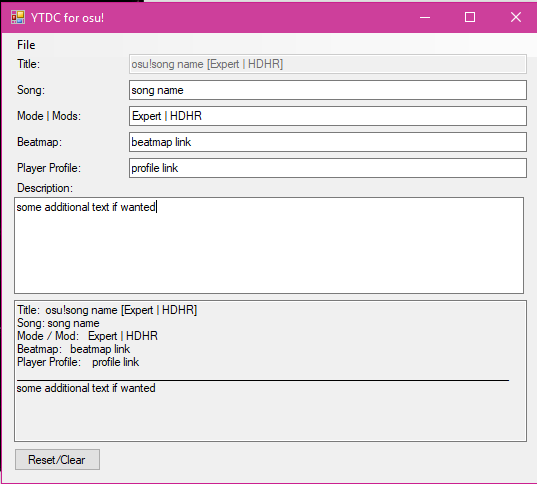 YTDC for osu!
File
Title: osu!song name [Expert | HDHR]
Song: song name
Mode | Mods: Expert | HDHR
Beatmap: beatmap link
Player Profile: profile link
Description:
some additional text if wanted
Title: osu!song name [Expert | HDHR]
Song: song name
Mode / Mod: Expert | HDHR
Beatmap: beatmap link
Player Profile: profile link
some additional text if wanted
Reset/Clear